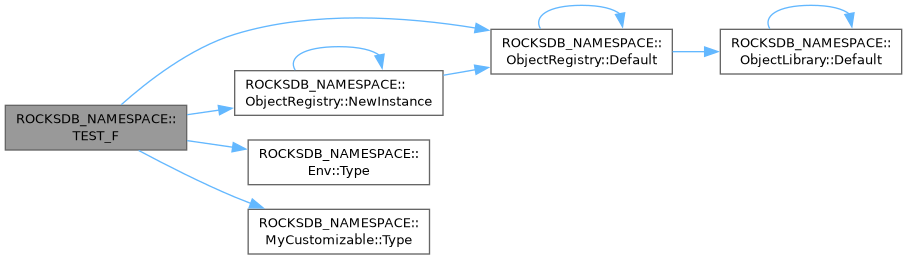 ROCKSDB_NAMESPACE::
TEST_F
ROCKSDB_NAMESPACE::
ObjectRegistry::NewInstance
ROCKSDB_NAMESPACE::
ObjectRegistry::Default
ROCKSDB_NAMESPACE::
ObjectLibrary::Default
ROCKSDB_NAMESPACE::
Env::Type
ROCKSDB_NAMESPACE::
MyCustomizable::Type